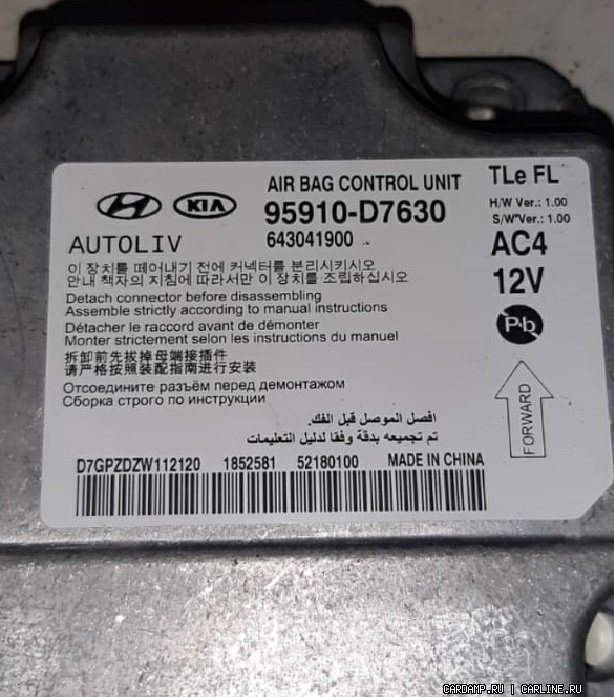 HYUNDAI KIA
AIR BAG CONTROL UNIT
TLe FL
95910-D7630
H/W Ver.: 1.00
S/W Ver.: 1.00
AUTOLIV
643041900
AC4
12V
Pb
이 장치를 떼어내기 전에 커넥터를 분리시키시오
안내 책자의 지침에 따라서만 이 장치를 조립하십시오
Detach connector before disassembling
Assemble strictly according to manual instructions
Détacher le raccord avant de démonter
Monter strictement selon les instructions du manuel
拆卸前先拔掉母端接插件
请严格按照装配指南进行安装
Отсоедините разъём перед демонтажом
Сборка строго по инструкции
افصل الموصل قبل الفك.
تم تجميعه بدقة وفقا لدليل التعليمات
FORWARD
D7GPZDZW112120 1852581 52180100 MADE IN CHINA
CARDAMP.RU | CARLINE.RU